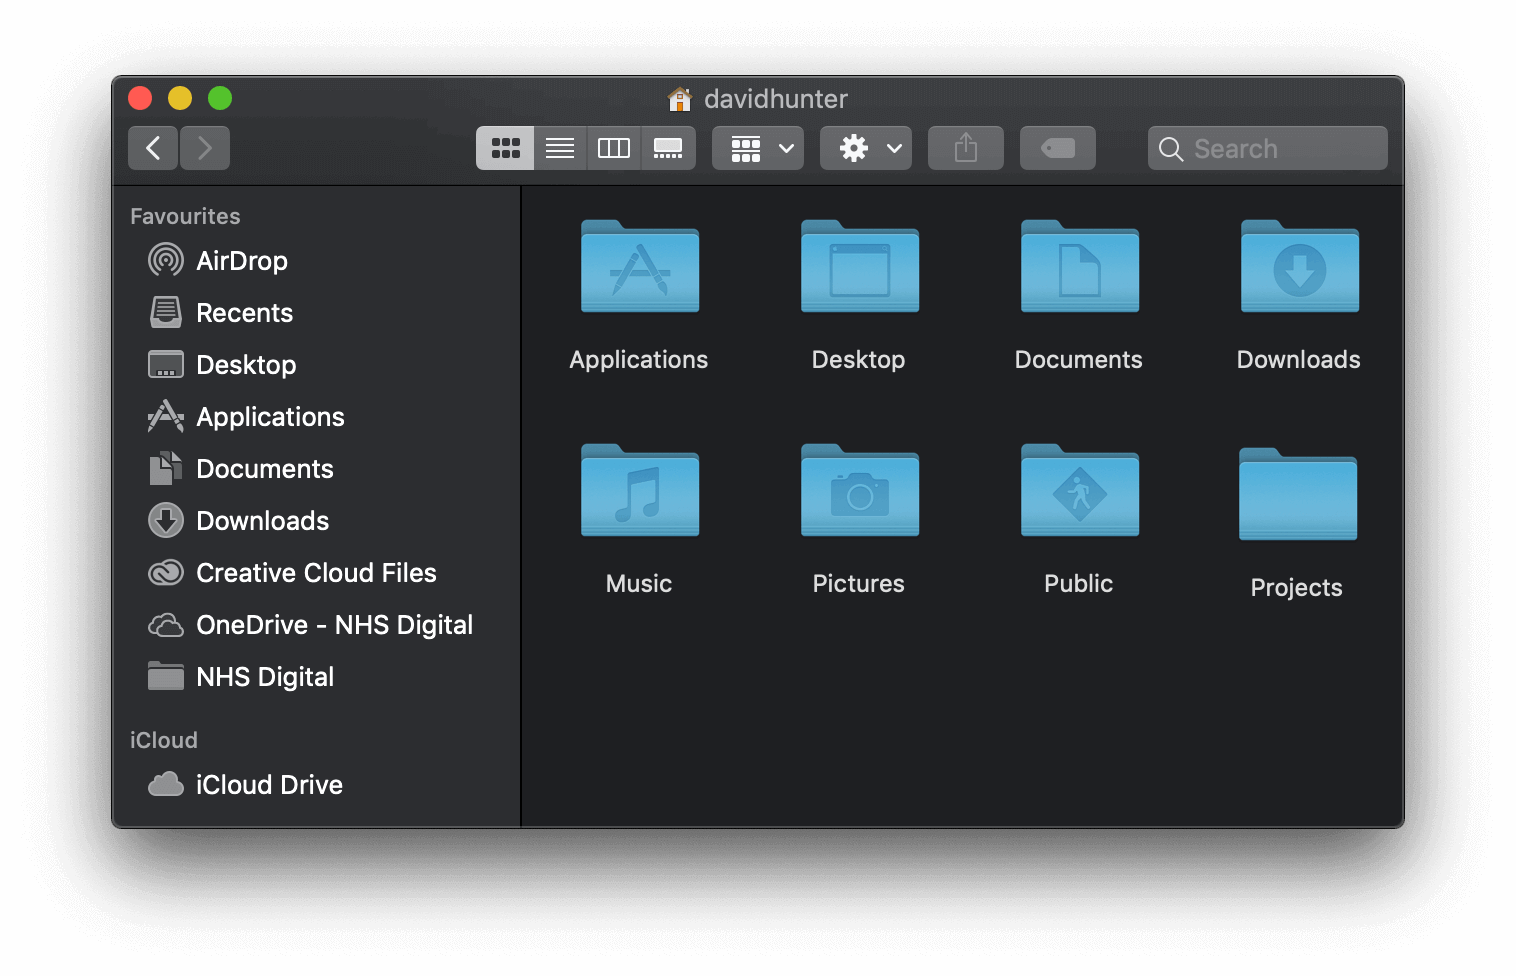 davidhunter
Search
Favourites
AirDrop
Recents
Desktop
Applications
Documents
Downloads
Creative Cloud Files
OneDrive - NHS Digital
NHS Digital
iCloud
iCloud Drive
Applications
Desktop
Documents
Downloads
Music
Pictures
Public
Projects